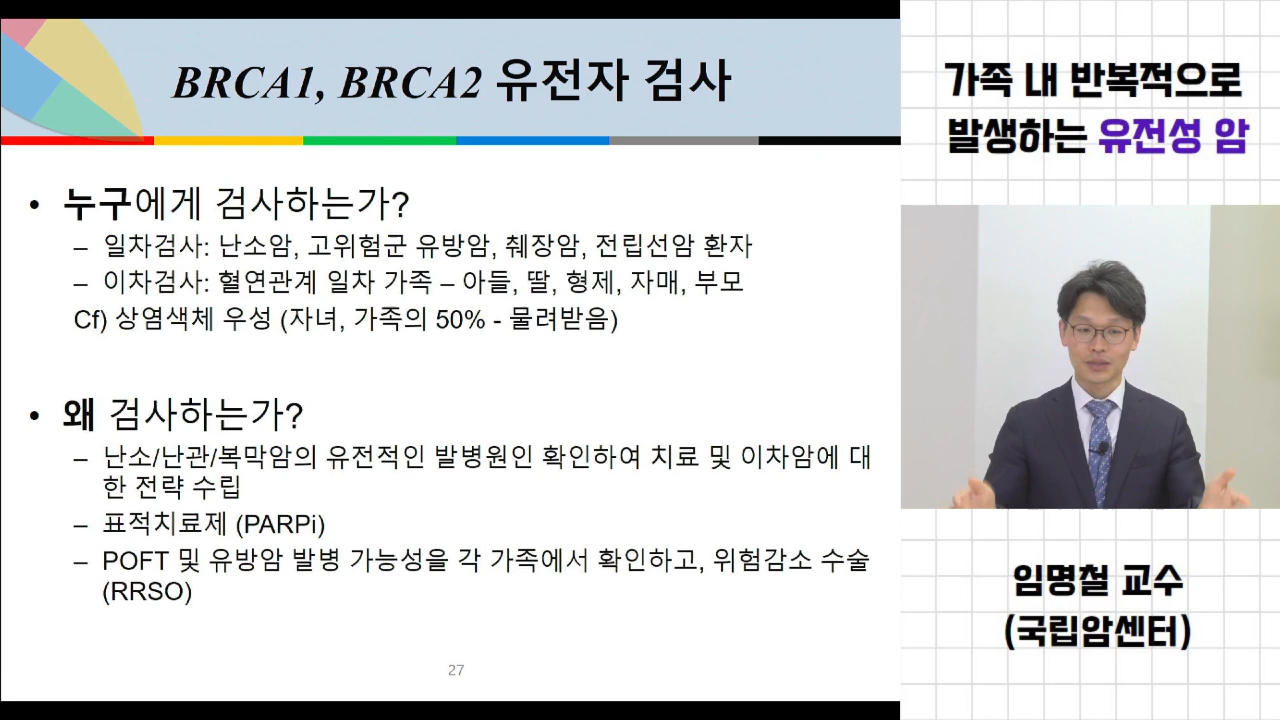 BRCA1, BRCA2 유전자 검사
• 누구에게 검사하는가?
– 일차검사: 난소암, 고위험군 유방암, 췌장암, 전립선암 환자
– 이차검사: 혈연관계 일차 가족 – 아들, 딸, 형제, 자매, 부모
Cf) 상염색체 우성 (자녀, 가족의 50% - 물려받음)
• 왜 검사하는가?
– 난소/난관/복막암의 유전적인 발병원인 확인하여 치료 및 이차암에 대
한 전략 수립
– 표적치료제 (PARPi)
– POFT 및 유방암 발병 가능성을 각 가족에서 확인하고, 위험감소 수술
(RRSO)
27
가족 내 반복적으로
발생하는 유전성 암
임명철 교수
(국립암센터)